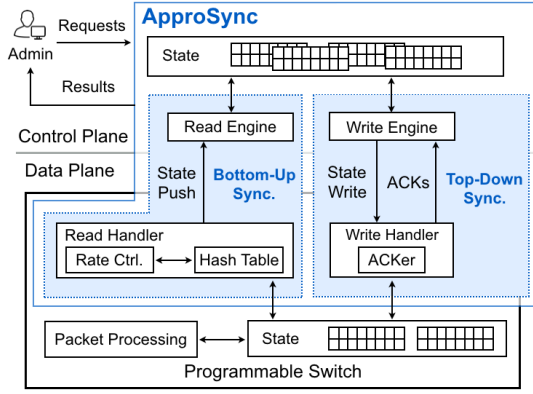 ApproSync
Requests
Admin
State
Results
Read Engine
Write Engine
Control Plane
Data Plane
State
Push
Bottom-Up
Sync.
State
Write
ACKs
Top-Down
Sync.
Read Handler
Rate Ctrl.
Hash Table
Write Handler
ACKer
Packet Processing
State
Programmable Switch